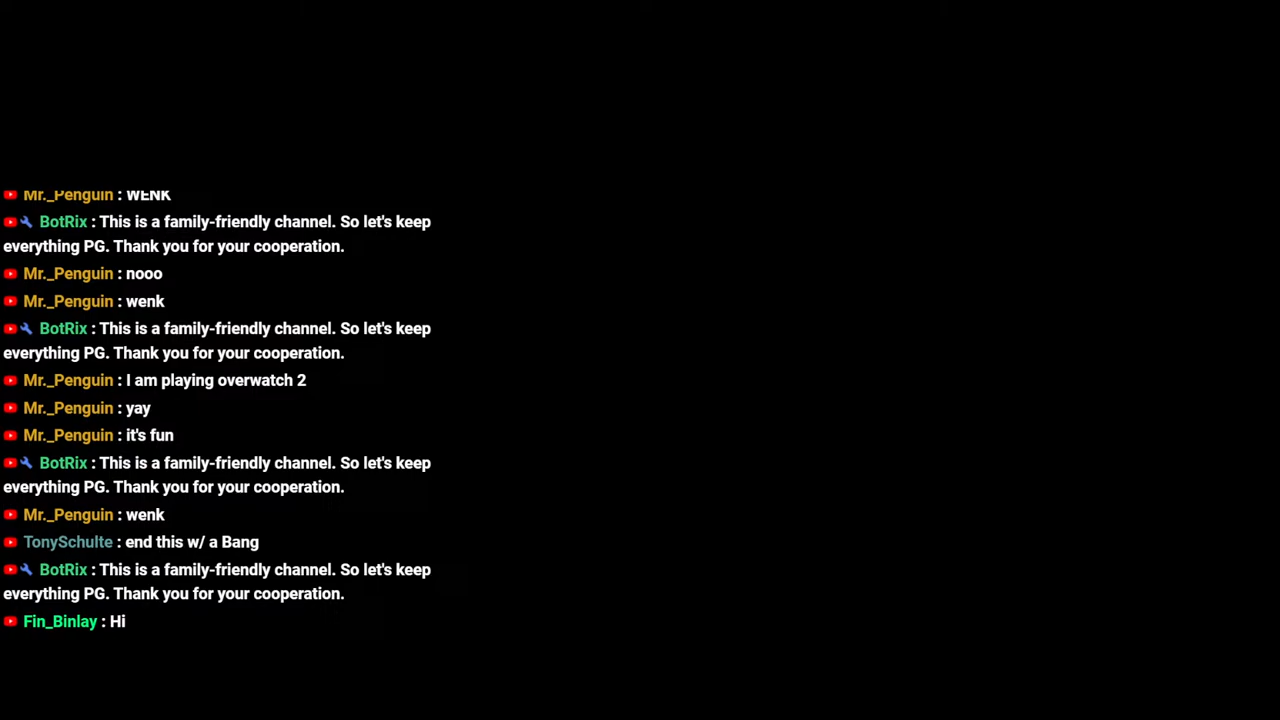 Mr._Penguin : WENK
BotRix : This is a family-friendly channel. So let's keep
everything PG. Thank you for your cooperation.
Mr._Penguin : nooo
Mr._Penguin : wenk
BotRix : This is a family-friendly channel. So let's keep
everything PG. Thank you for your cooperation.
Mr._Penguin : I am playing overwatch 2
Mr._Penguin : yay
Mr._Penguin : it's fun
BotRix : This is a family-friendly channel. So let's keep
everything PG. Thank you for your cooperation.
Mr._Penguin : wenk
TonySchulte : end this w/ a Bang
BotRix : This is a family-friendly channel. So let's keep
everything PG. Thank you for your cooperation.
Fin_Binlay : Hi